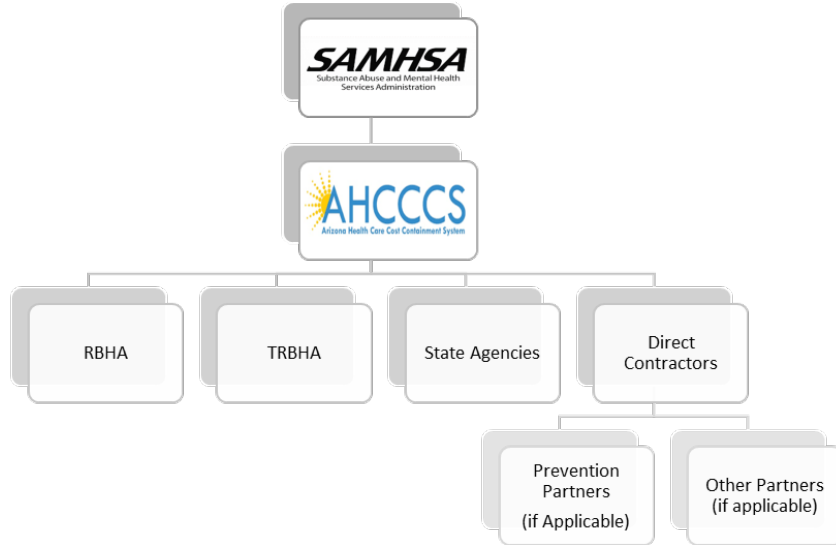 SAMHSA
Substance Abuse and Mental Health
Services Administration
AHCCCS
Arizona Health Care Cost Containment System
RBHA
TRBHA
State Agencies
Direct
Contractors
Prevention
Partners
(if Applicable)
Other Partners
(if applicable)